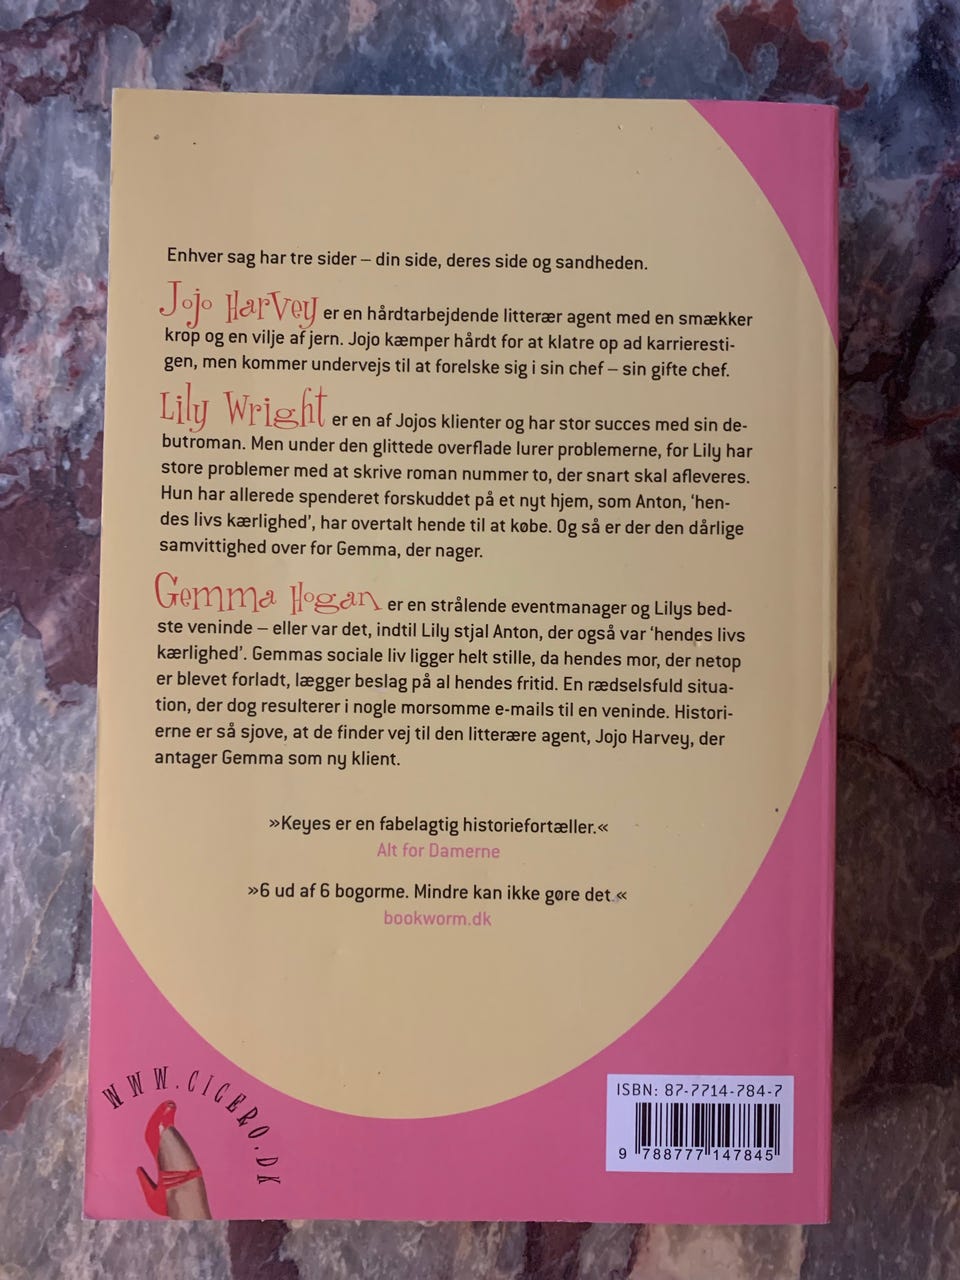 Enhver sag har tre sider – din side, deres side og sandheden.
Jojo Harvey er en hårdtarbejdende litterær agent med en smækker
krop og en vilje af jern. Jojo kæmper hårdt for at klatre op ad karrieresti-
gen, men kommer undervejs til at forelske sig i sin chef – sin gifte chef.
Lily Wright er en af Jojos klienter og har stor succes med sin de-
butroman. Men under den glittede overflade lurer problemerne, for Lily har
store problemer med at skrive roman nummer to, der snart skal afleveres.
Hun har allerede spenderet forskuddet på et nyt hjem, som Anton, ‘hen-
des livs kærlighed’, har overtalt hende til at købe. Og så er der den dårlige
samvittighed over for Gemma, der nager.
Gemma Hogan er en strålende eventmanager og Lilys bed-
ste veninde – eller var det, indtil Lily stjal Anton, der også var ‘hendes livs
kærlighed’. Gemmas sociale liv ligger helt stille, da hendes mor, der netop
er blevet forladt, lægger beslag på al hendes fritid. En rædselsfuld situa-
tion, der dog resulterer i nogle morsomme e-mails til en veninde. Histori-
erne er så sjove, at de finder vej til den litterære agent, Jojo Harvey, der
antager Gemma som ny klient.
»Keyes er en fabelagtig historiefortæller.«
Alt for Damerne
»6 ud af 6 bogorme. Mindre kan ikke gøre det.«
bookworm.dk
WWW.CICERO.DK
ISBN: 87-7714-784-7
9 788777 147845